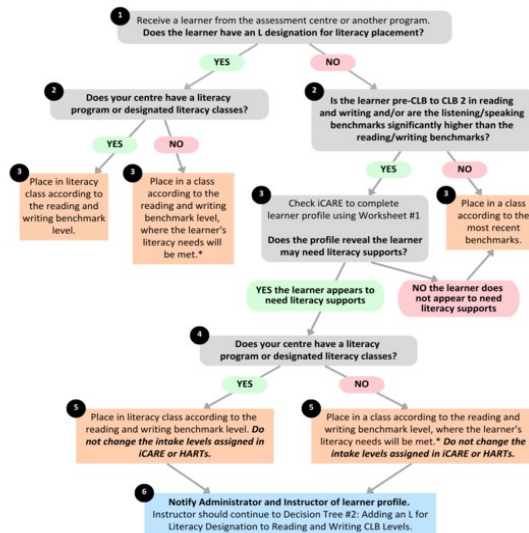 1
Receive a learner from the assessment centre or another program.
Does the learner have an L designation for literacy placement?
YES
NO
2
Does your centre have a literacy
program or designated literacy classes?
2
Is the learner pre-CLB to CLB 2 in reading
and writing and/or are the listening/speaking
benchmarks significantly higher than the
reading/writing benchmarks?
YES
NO
YES
NO
3
Place in literacy
class according to
the reading and
writing benchmark
level.
3
Place in a class
according to the
reading and writing
benchmark level,
where the learner's
literacy needs will
be met.*
3
Check iCARE to complete
learner profile using Worksheet #1
Does the profile reveal the learner
may need literacy supports?
3
Place in a class
according to the
most recent
benchmarks.
YES the learner appears to
need literacy supports
NO the learner does
not appear to need
literacy supports
4
Does your centre have a literacy
program or designated literacy classes?
YES
NO
5
Place in literacy class according to the
reading and writing benchmark level. Do
not change the intake levels assigned in
iCARE or HARTs.
5
Place in a class according to the reading and
writing benchmark level, where the learner's
literacy needs will be met.* Do not change the
intake levels assigned in iCARE or HARTs.
6
Notify Administrator and Instructor of learner profile.
Instructor should continue to Decision Tree #2: Adding an L for
Literacy Designation to Reading and Writing CLB Levels.